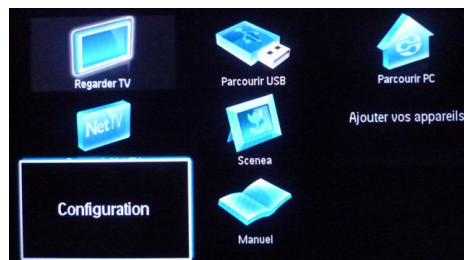 Regarder TV
Parcourir USB
Parcourir PC
Net TV
Scenea
Ajouter vos appareils
Configuration
Manuel